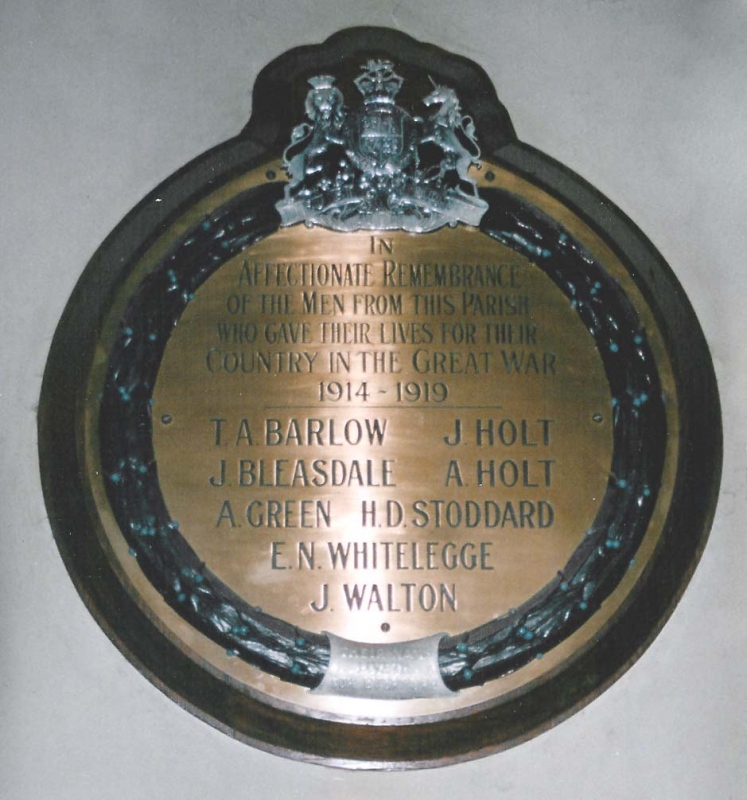 IN
AFFECTIONATE REMEMBRANCE
OF THE MEN FROM THIS PARISH
WHO GAVE THEIR LIVES FOR THEIR
COUNTRY IN THE GREAT WAR
1914 - 1919
T.A. BARLOW J. HOLT
J. BLEASDALE A. HOLT
A. GREEN H.D. STODDARD
E.N. WHITELEGGE
J. WALTON